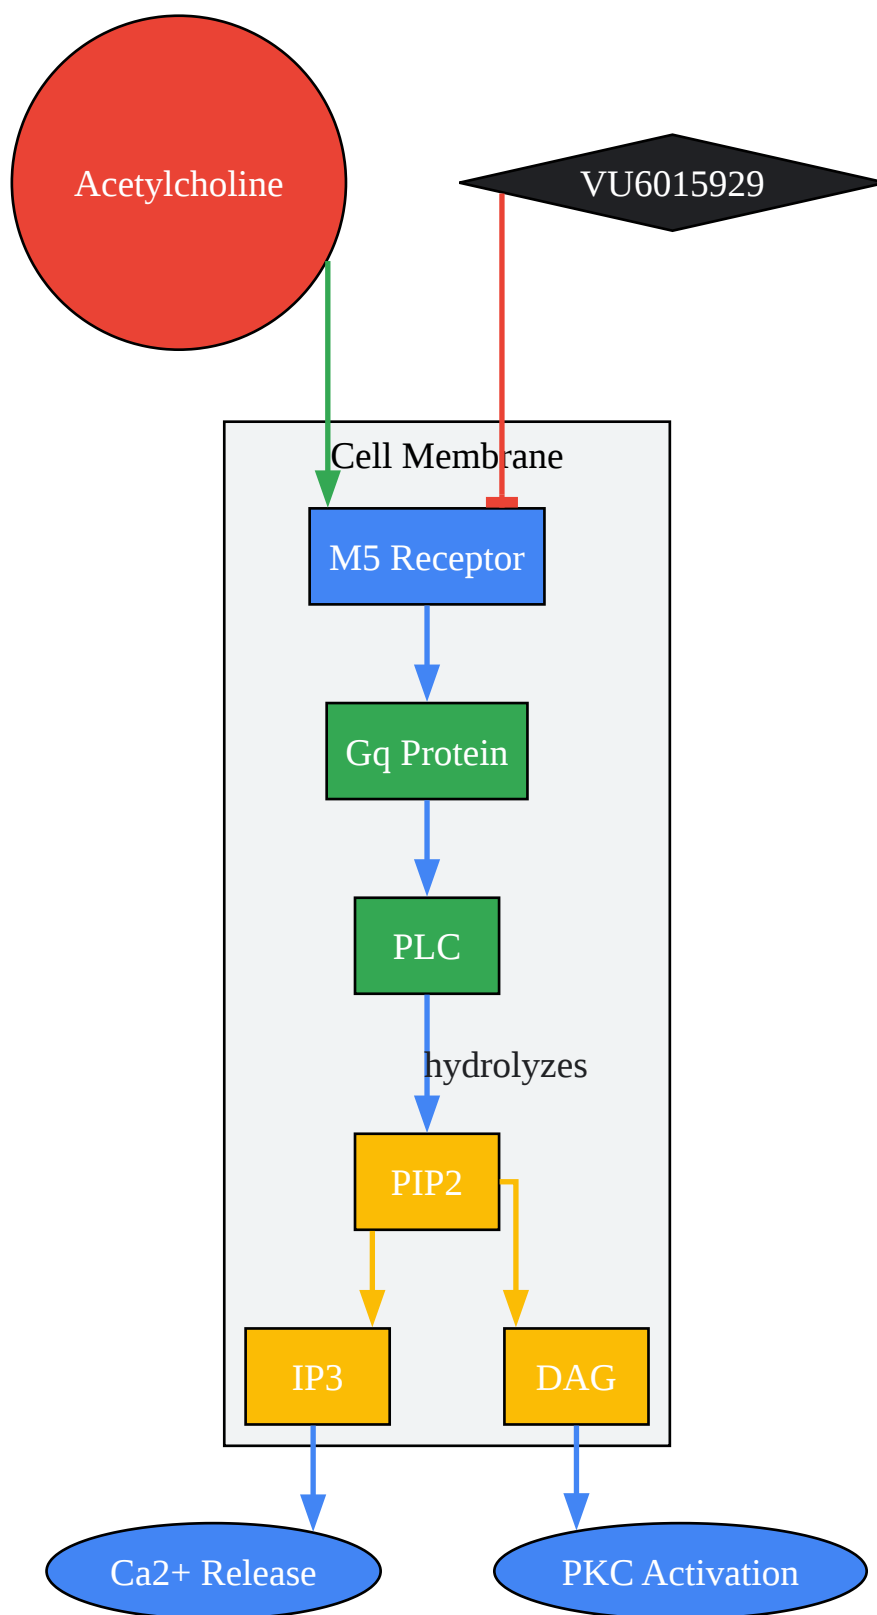 Acetylcholine
VU6015929
Cell Membrane
M5 Receptor
Gq Protein
PLC
hydrolyzes
PIP2
IP3
DAG
Ca2+ Release
PKC Activation